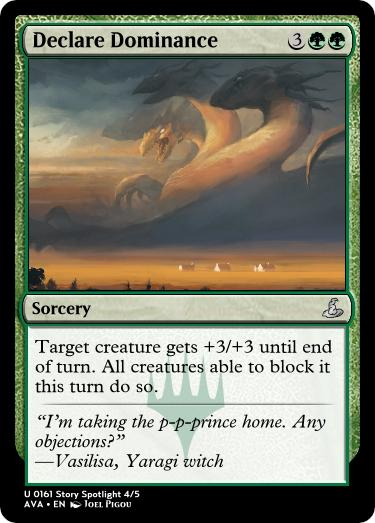 Declare Dominance 3
Sorcery
Target creature gets +3/+3 until end
of turn. All creatures able to block it
this turn do so.
“I’m taking the p-p-prince home. Any
objections?”
—Vasilisa, Yaragi witch
U 0161 Story Spotlight 4/5
AVA • EN Joel Pigou